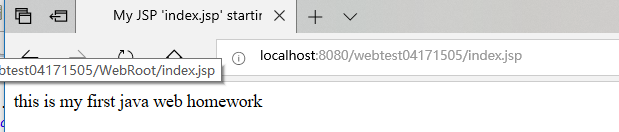 My JSP 'index.jsp' startin
localhost:8080/webtest04171505/index.jsp
btest04171505/WebRoot/index.jsp
this is my first java web homework